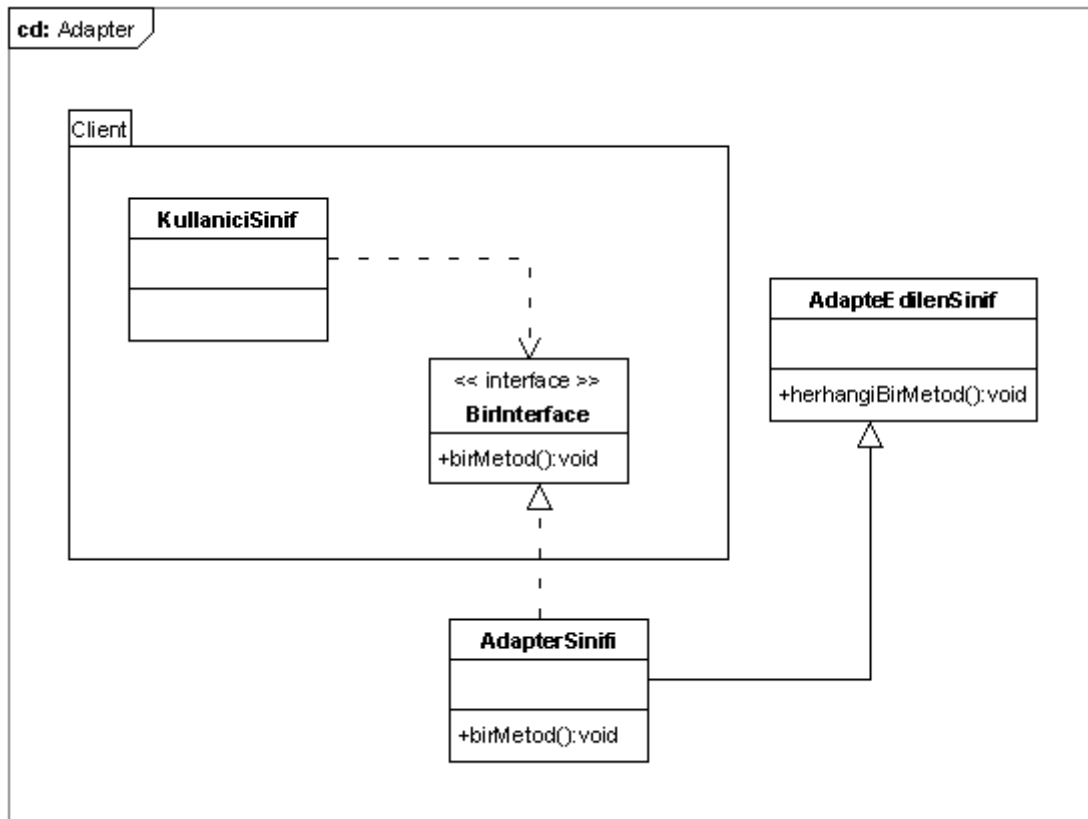 cd: Adapter
Client
KullaniciSinif
<< interface >>
BirInterface
+birMetod():void
AdapteEdilenSinif
+herhangiBirMetod():void
AdapterSinifi
+birMetod():void